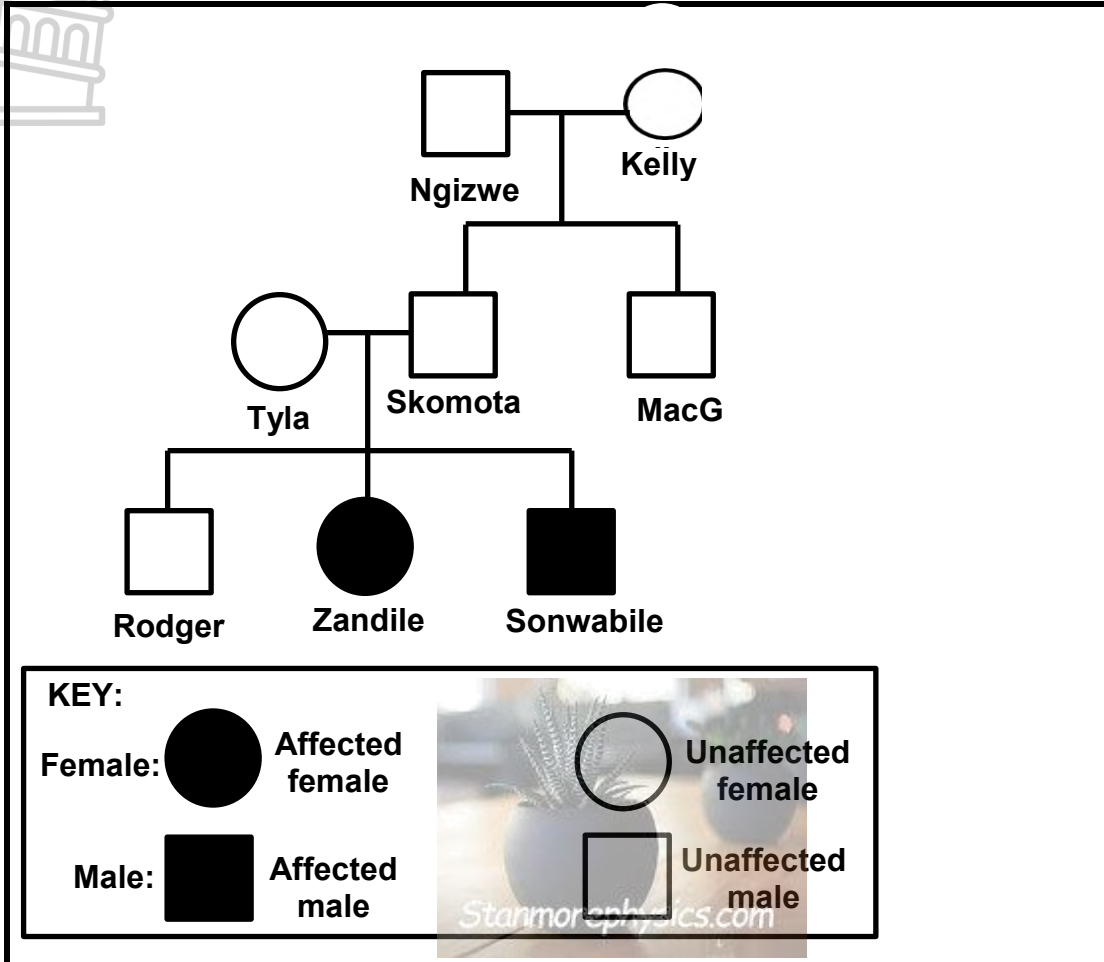 Kelly
Ngizwe
Skomota
MacG
Tyla
Rodger
Zandile
Sonwabile
KEY:
Female:
Affected
female
Unaffected
female
Male:
Affected
male
Unaffected
male
Stanmorephysics.com